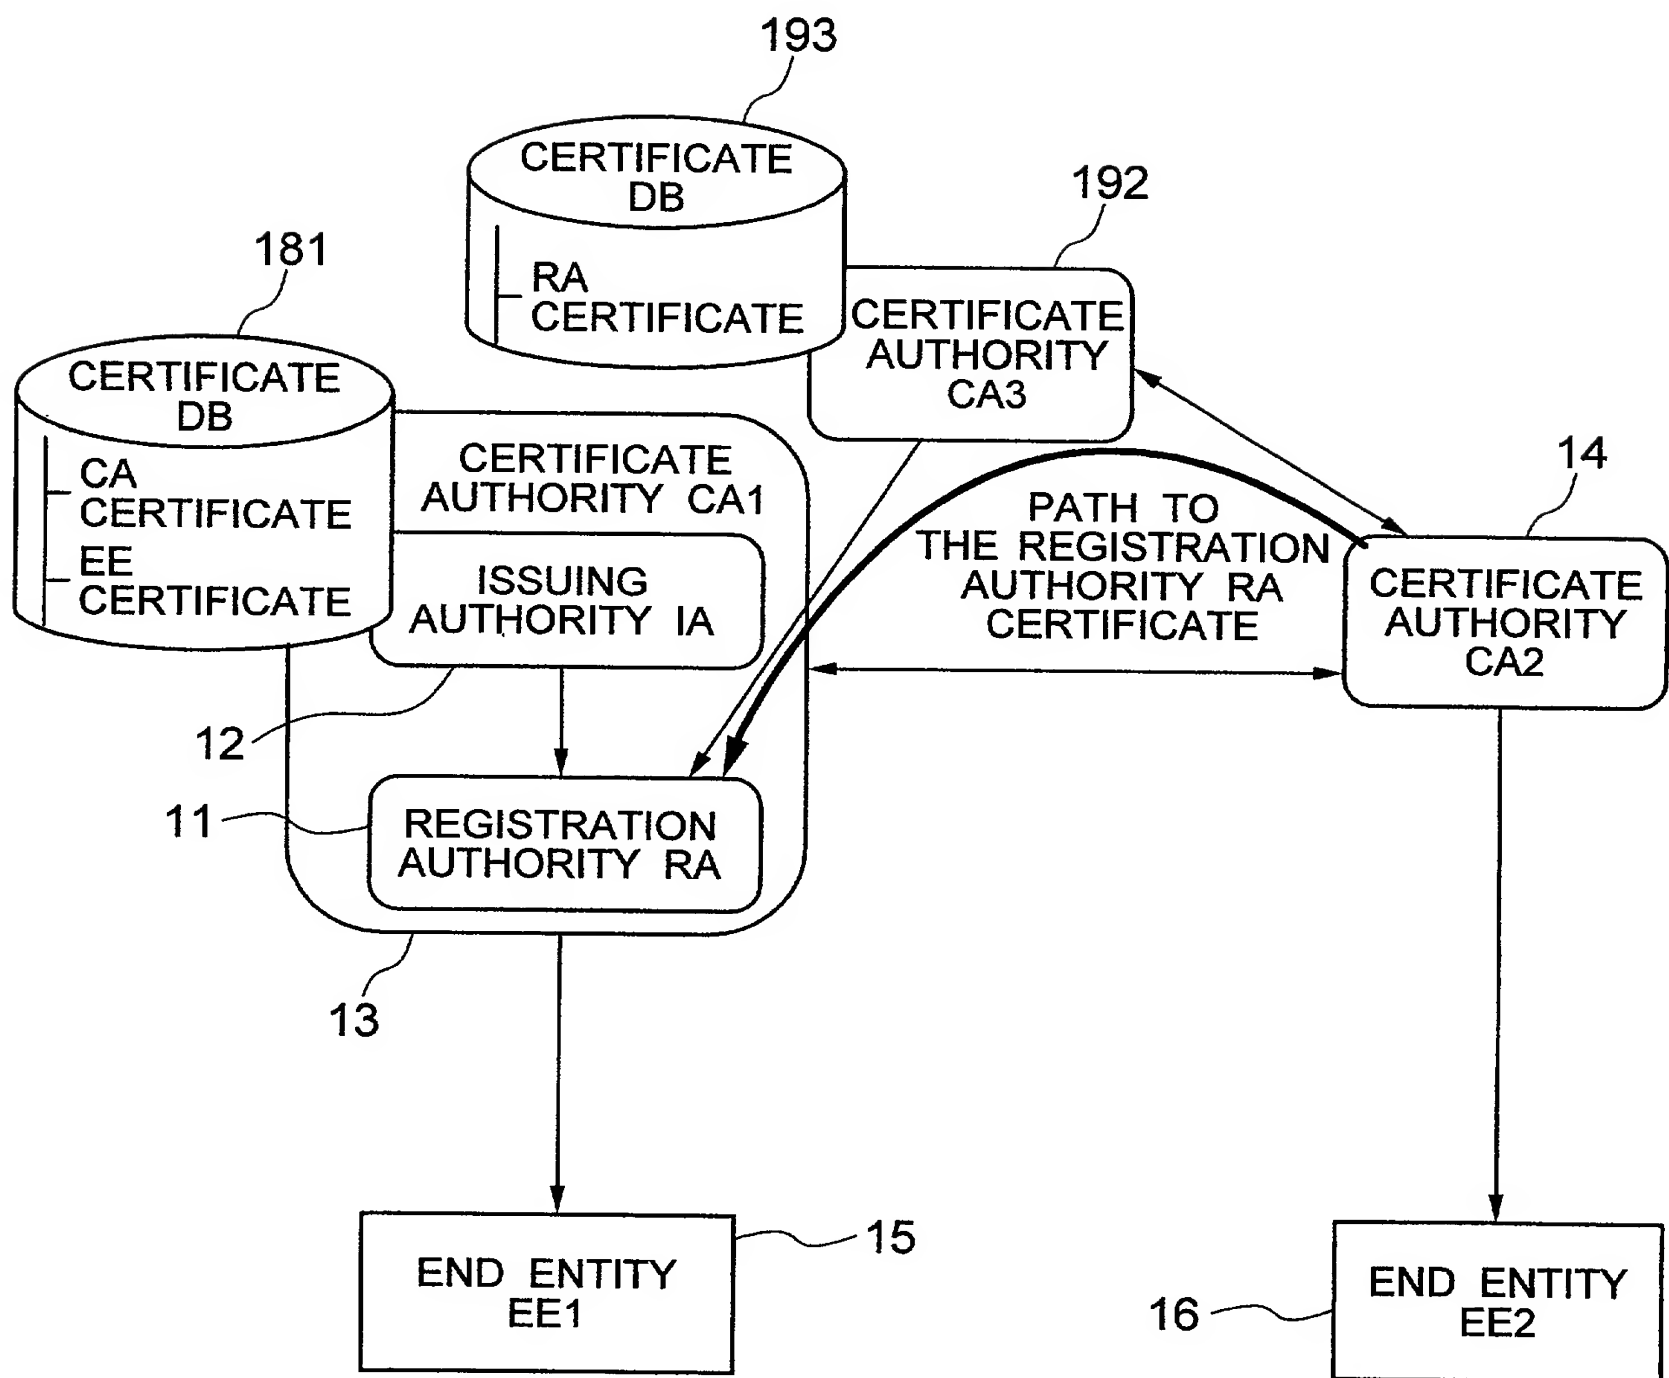 193
CERTIFICATE
DB
RA
CERTIFICATE
192
CERTIFICATE
AUTHORITY
CA3
181
CERTIFICATE
DB
CA
CERTIFICATE
EE
CERTIFICATE
CERTIFICATE
AUTHORITY CA1
ISSUING
AUTHORITY IA
12
11
REGISTRATION
AUTHORITY RA
13
PATH TO
THE REGISTRATION
AUTHORITY RA
CERTIFICATE
14
CERTIFICATE
AUTHORITY
CA2
15
END ENTITY
EE1
16
END ENTITY
EE2